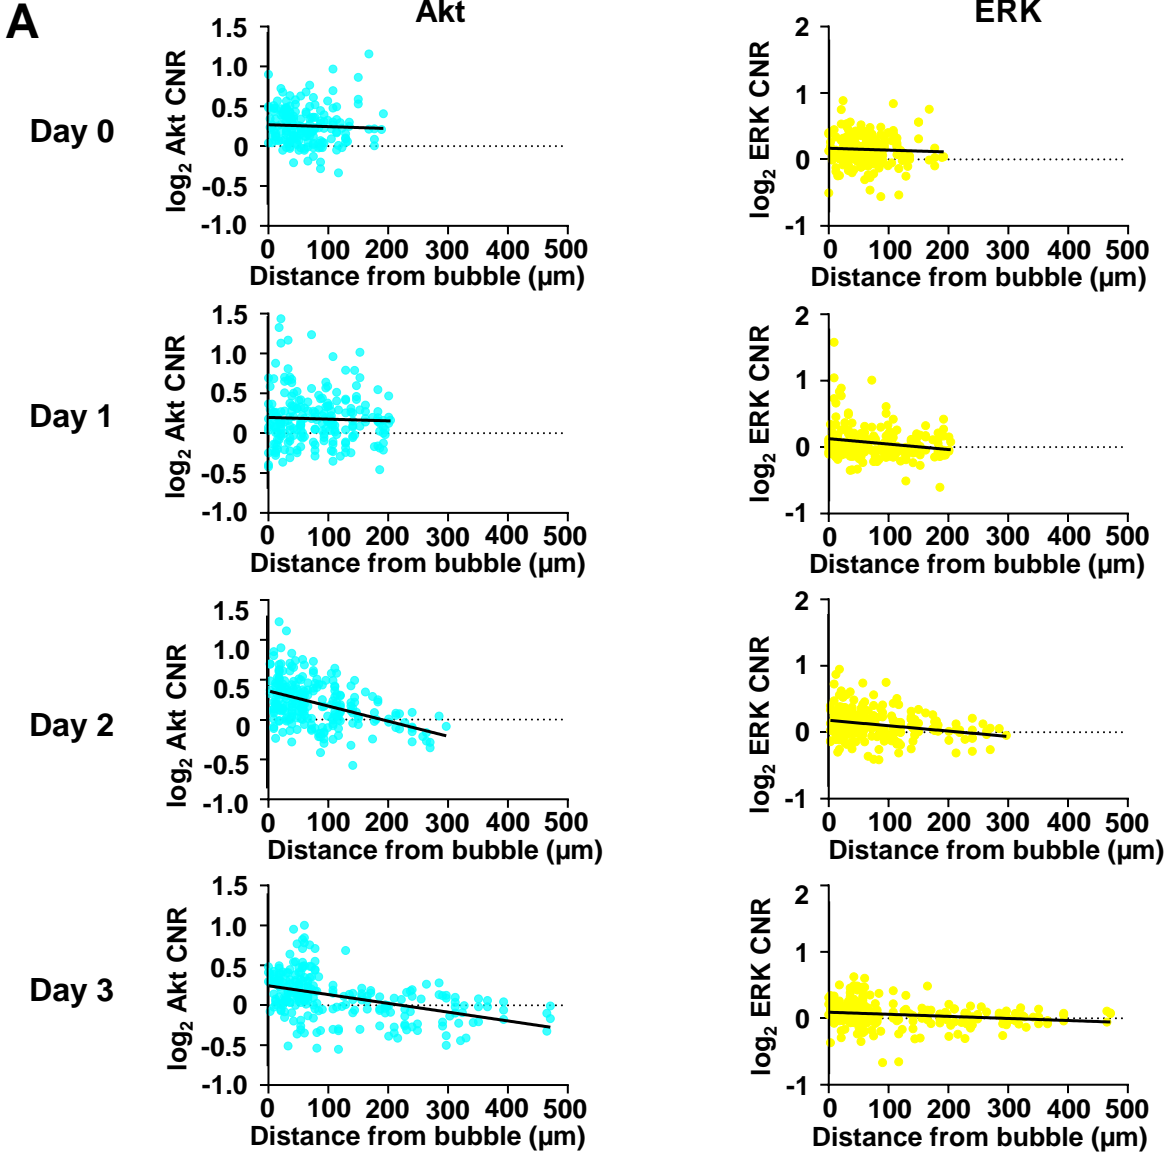 A
Akt
ERK
Day 0
log2 Akt CNR
1.5
1.0
0.5
0
-0.5
-1.0
0 100 200 300 400 500
Distance from bubble (µm)
log2 ERK CNR
2
1
0
-1
0 100 200 300 400 500
Distance from bubble (µm)
Day 1
log2 Akt CNR
1.5
1.0
0.5
0
-0.5
-1.0
0 100 200 300 400 500
Distance from bubble (µm)
log2 ERK CNR
2
1
0
-1
0 100 200 300 400 500
Distance from bubble (µm)
Day 2
log2 Akt CNR
1.5
1.0
0.5
0
-0.5
-1.0
0 100 200 300 400 500
Distance from bubble (µm)
log2 ERK CNR
2
1
0
-1
0 100 200 300 400 500
Distance from bubble (µm)
Day 3
log2 Akt CNR
1.5
1.0
0.5
0
-0.5
-1.0
0 100 200 300 400 500
Distance from bubble (µm)
log2 ERK CNR
2
1
0
-1
0 100 200 300 400 500
Distance from bubble (µm)